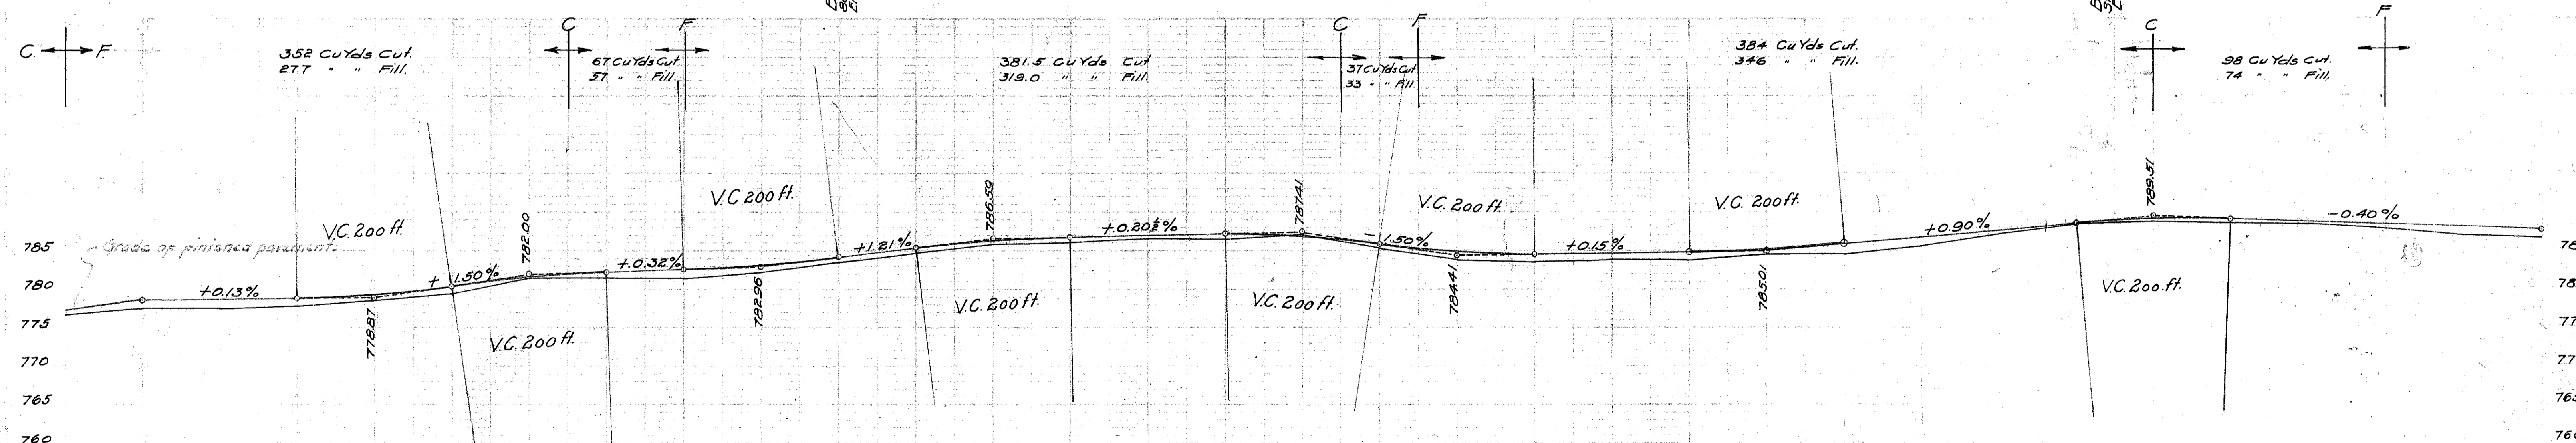 C. F.
352 Cu Yds Cut.
277 " " Fill.
C F
67 Cu Yds Cut
57 " " Fill.
381.5 Cu Yds Cut
319.0 " " Fill.
C F
37 Cu Yds Cut
33 " " Fill.
384 Cu Yds Cut.
346 " " Fill.
C F
98 Cu Yds Cut.
74 " " Fill.
V.C. 200 ft.
V.C 200 ft.
V.C. 200 ft.
V.C. 200 ft.
782.00
786.59
787.41
789.51
Grade of finished pavement.
+0.13%
+ 1.50%
+0.32%
+1.21%
+0.20½%
- 1.50%
+0.15%
+0.90%
-0.40%
778.87
782.96
784.41
785.01
V.C. 200 ft.
V.C. 200 ft.
V.C. 200 ft.
V.C. 200 ft.
785
780
775
770
765
760